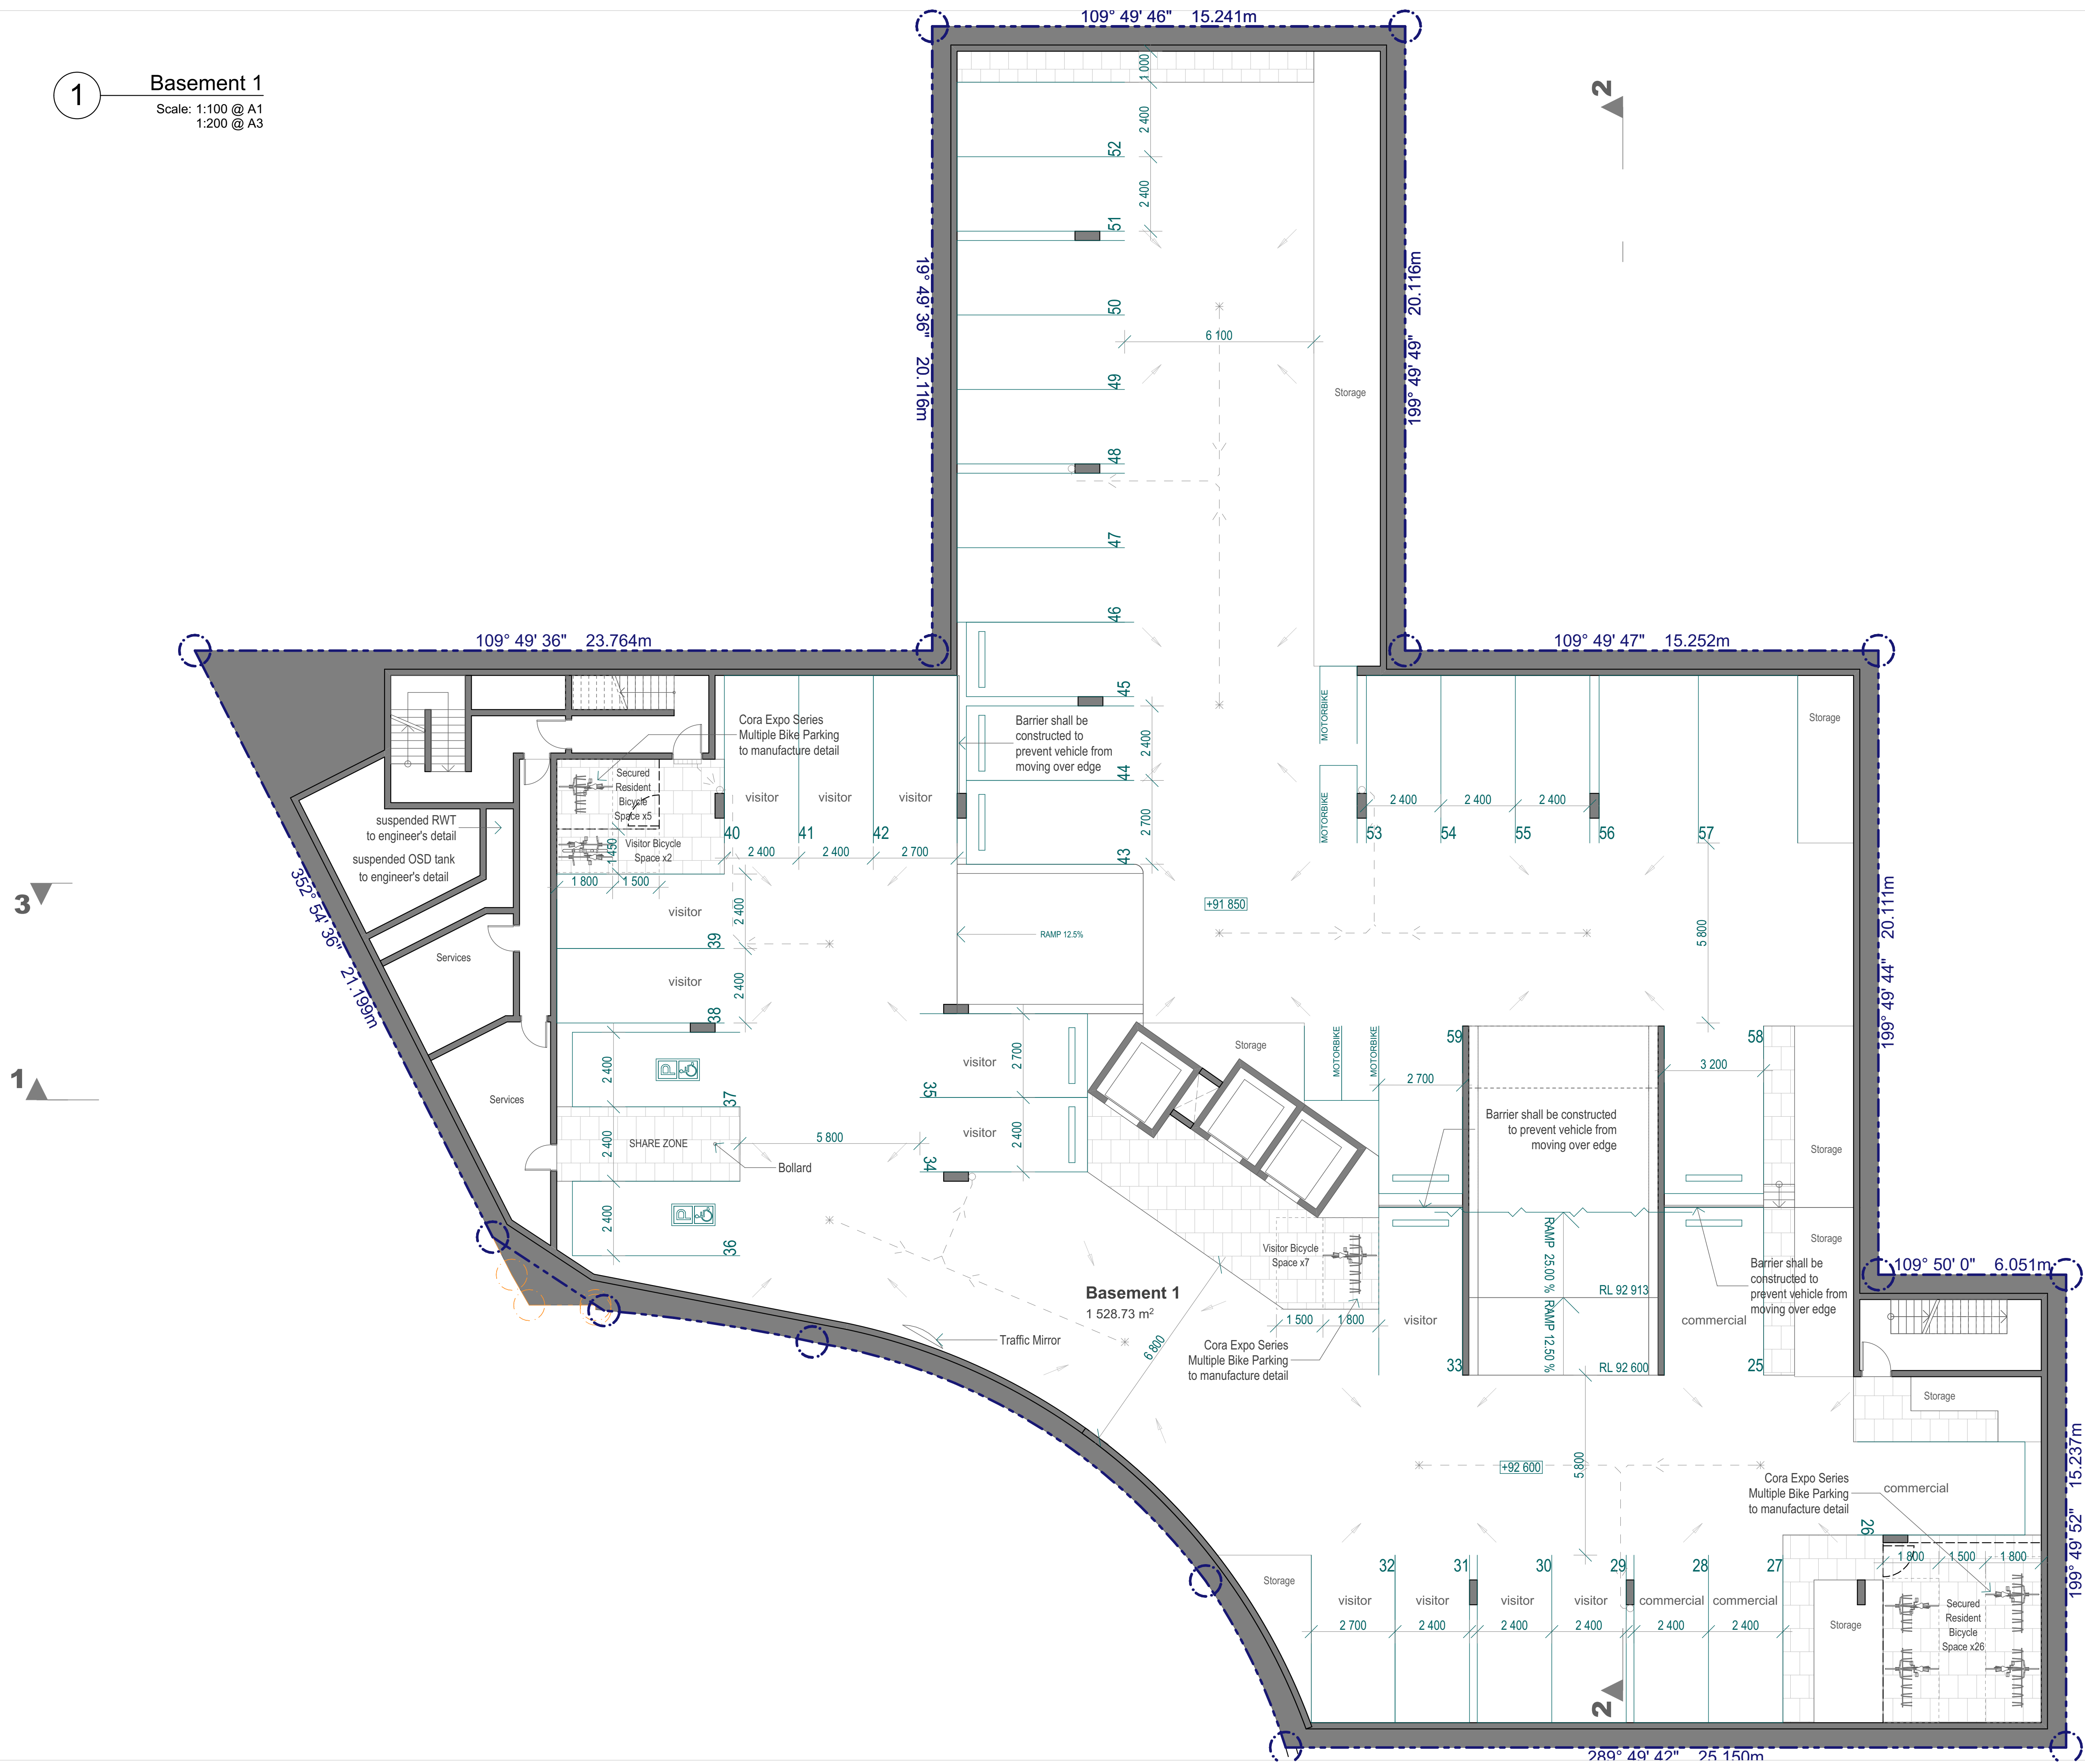 109° 49' 46" 15.241m
1
Basement 1
Scale: 1:100 @ A1
1:200 @ A3
2
1 000
2 400
52
2 400
51
19° 49' 36" 20.116m
199° 49' 49" 20.116m
50
6 100
49
Storage
48
47
46
109° 49' 36" 23.764m
109° 49' 47" 15.252m
45
MOTORBIKE
Storage
Cora Expo Series
Multiple Bike Parking
to manufacture detail
Barrier shall be
constructed to
prevent vehicle from
moving over edge
2 400
44
Secured
Resident
Bicycle
Space x5
visitor
visitor
visitor
MOTORBIKE
2 400
2 400
2 400
suspended RWT
to engineer's detail
40
41
42
2 700
53
54
55
56
57
1 450
Visitor Bicycle
Space x2
2 400
2 400
2 700
43
suspended OSD tank
to engineer's detail
1 800
1 500
3
352° 54' 36" 21.199m
visitor
2 400
+91 850
39
RAMP 12.5%
5 800
199° 49' 44" 20.111m
Services
visitor
2 400
38
59
58
Storage
MOTORBIKE
MOTORBIKE
visitor
2 700
2 400
3 200
2 700
1
35
37
Services
Barrier shall be constructed
to prevent vehicle from
moving over edge
SHARE ZONE
2 400
5 800
visitor
2 400
34
Bollard
Storage
2 400
36
Visitor Bicycle
Space x7
RAMP 25.00 %
Storage
Barrier shall be
constructed to
prevent vehicle from
moving over edge
109° 50' 0" 6.051m
Basement 1
1 528.73 m²
RL 92 913
1 500
1 800
visitor
commercial
RAMP 12.50 %
Traffic Mirror
6 800
Cora Expo Series
Multiple Bike Parking
to manufacture detail
33
RL 92 600
25
Storage
+92 600
5 800
Cora Expo Series
Multiple Bike Parking
to manufacture detail
commercial
199° 49' 52" 15.237m
26
1 800
1 500
1 800
32
31
30
29
28
27
Storage
visitor
visitor
visitor
visitor
commercial
commercial
Secured
Resident
Bicycle
Space x26
Storage
2 700
2 400
2 400
2 400
2 400
2 400
2
289° 49' 42" 25.150m